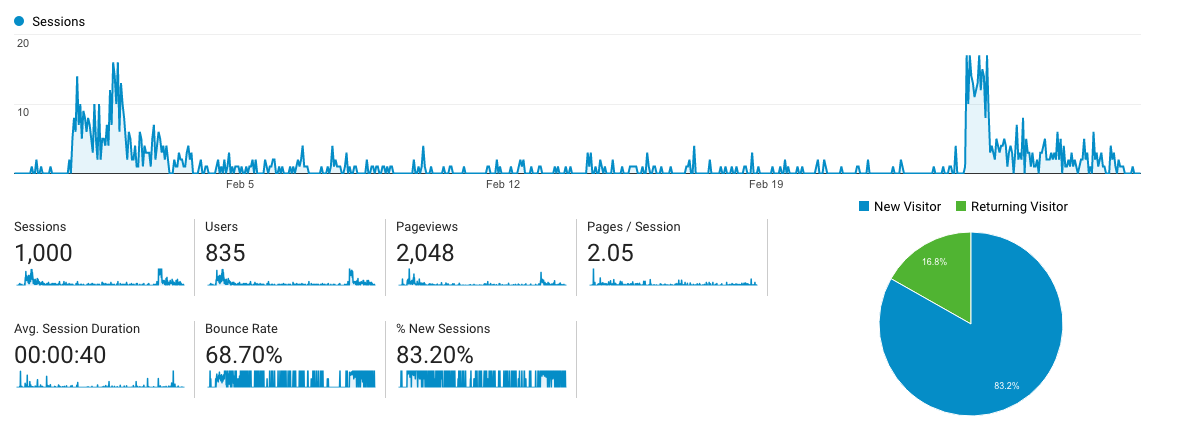 Sessions
20
10
Feb 5 Feb 12 Feb 19
New Visitor Returning Visitor
Sessions Users Pageviews Pages / Session
1,000 835 2,048 2.05
16.8%
Avg. Session Duration Bounce Rate % New Sessions
00:00:40 68.70% 83.20%
83.2%